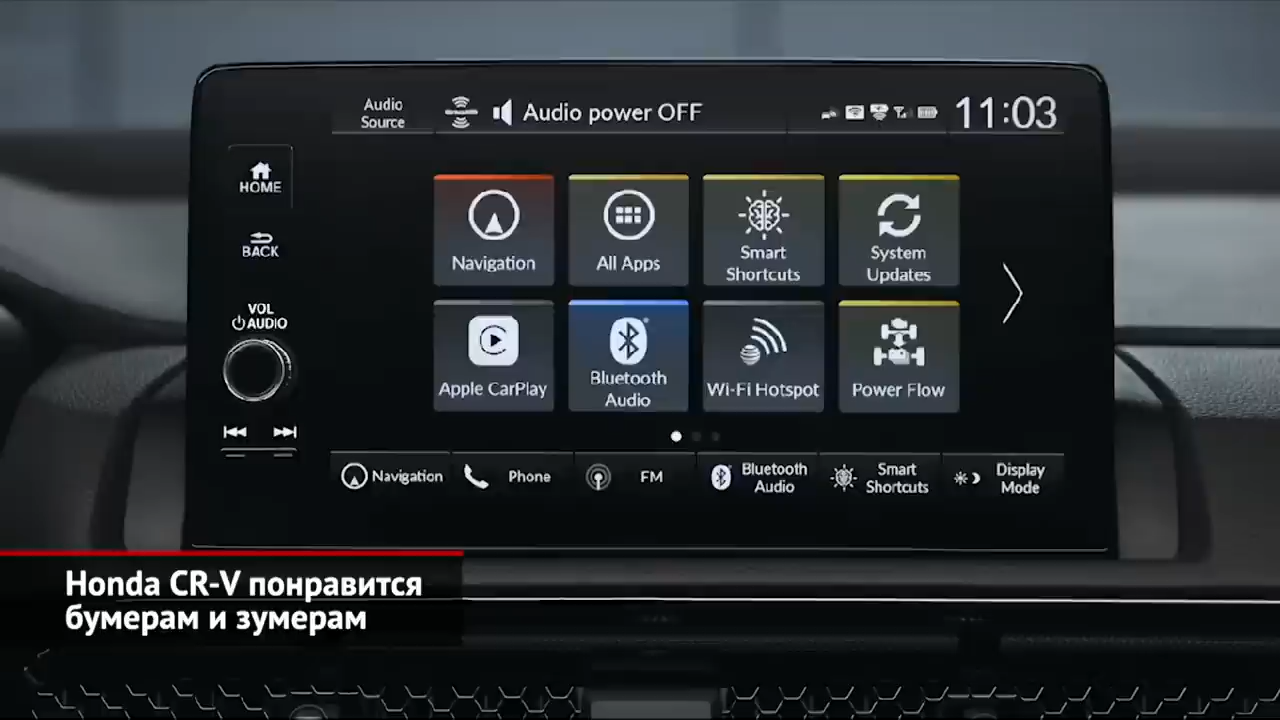 Audio
Source
Audio power OFF
11:03
HOME
BACK
VOL
AUDIO
Navigation
All Apps
Smart
Shortcuts
System
Updates
Apple CarPlay
Bluetooth
Audio
Wi-Fi Hotspot
Power Flow
Navigation
Phone
FM
Bluetooth
Audio
Smart
Shortcuts
Display
Mode
Honda CR-V понравится
бумерам и зумерам